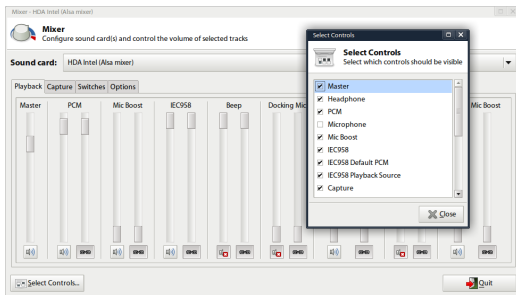 Mixer - HDA Intel (Alsa mixer)
Mixer
Configure sound card(s) and control the volume of selected tracks
Sound card: HDA Intel (Alsa mixer)
Playback Capture Switches Options
Master PCM Mic Boost IEC958 Beep Docking Mic Mic Boost
Select Controls...
Quit
Select Controls
Select Controls
Select which controls should be visible
Master
Headphone
PCM
Microphone
Mic Boost
IEC958
IEC958 Default PCM
IEC958 Playback Source
Capture
Close